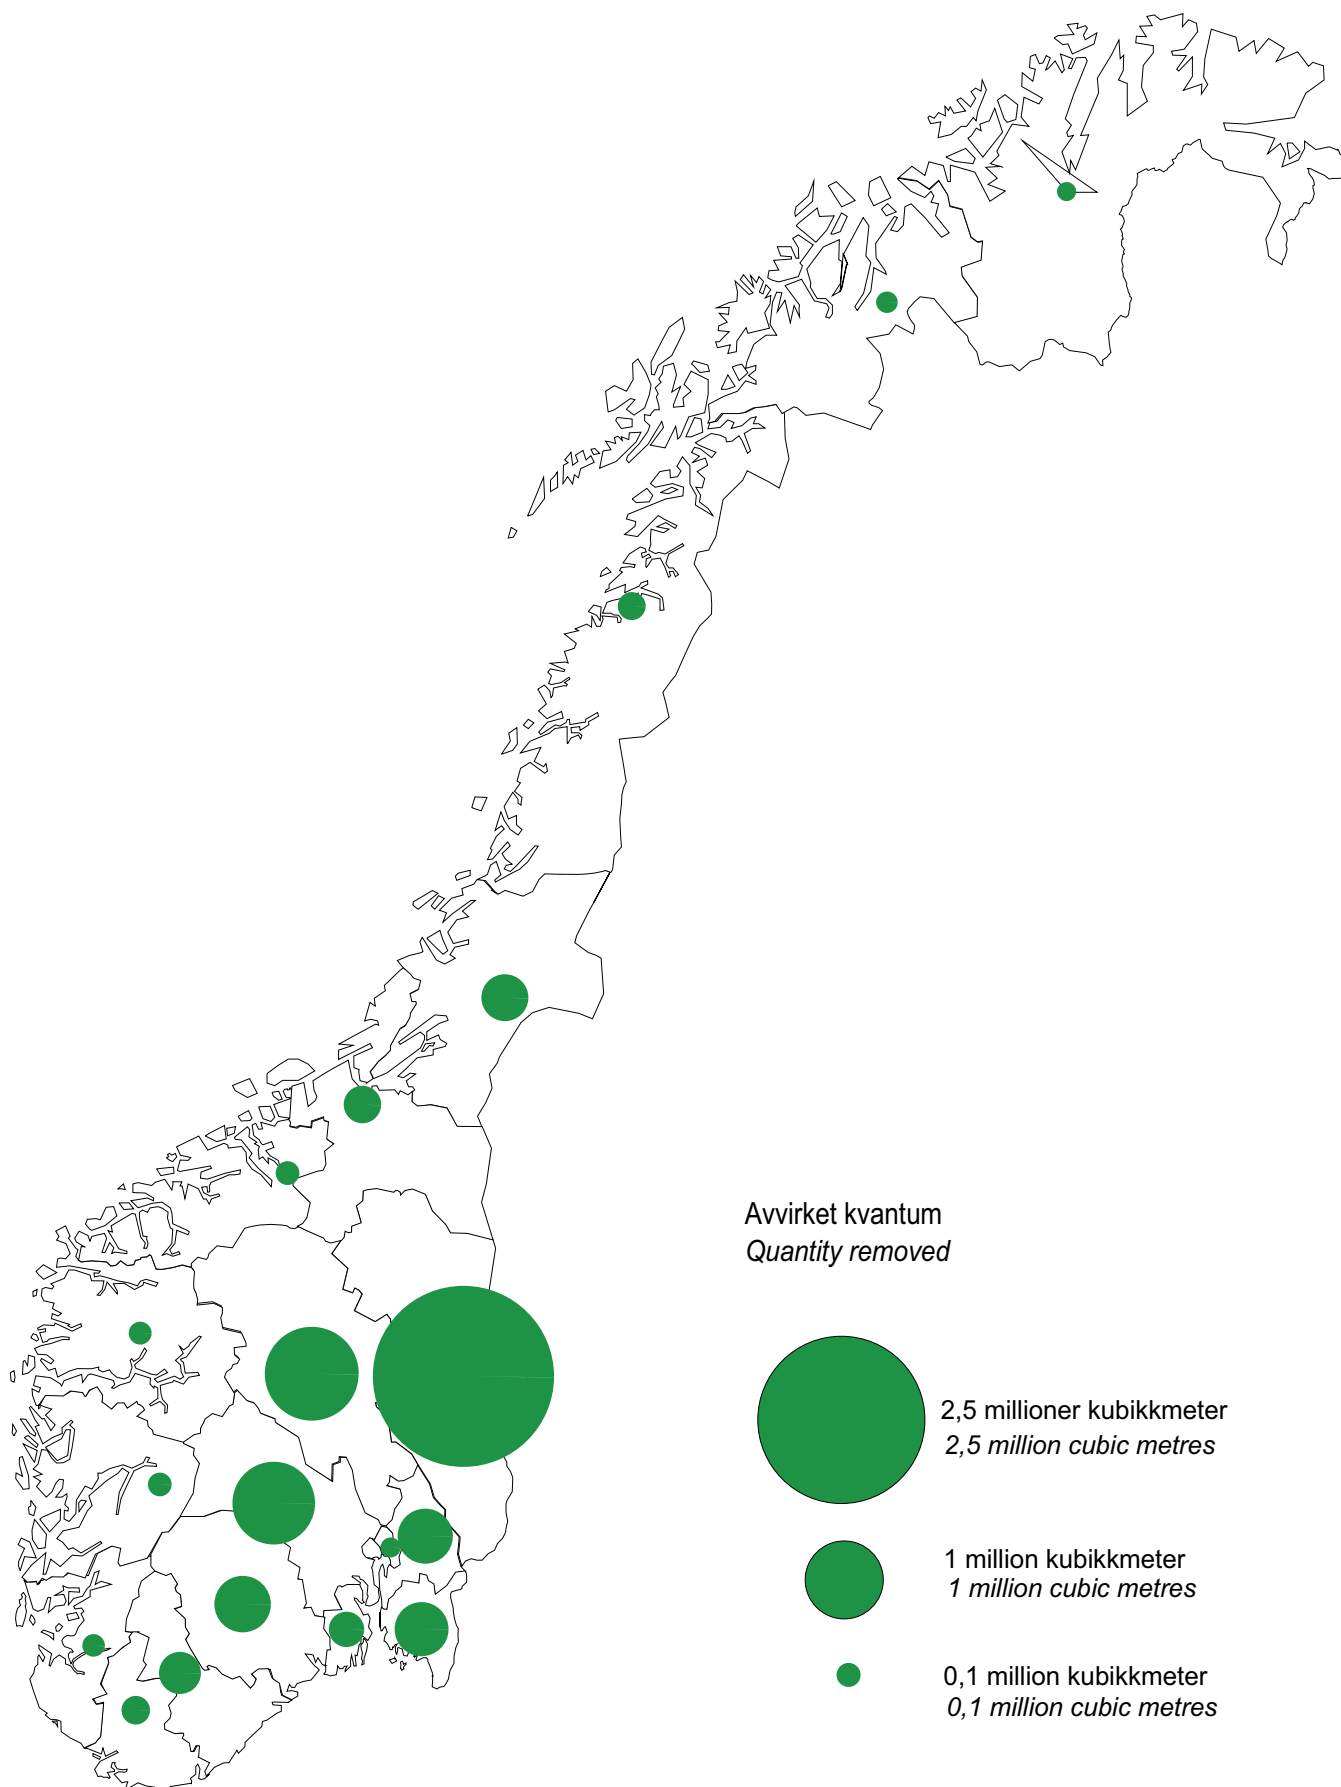 Avvirket kvantum
Quantity removed
2,5 millioner kubikkmeter
2,5 million cubic metres
1 million kubikkmeter
1 million cubic metres
0,1 million kubikkmeter
0,1 million cubic metres